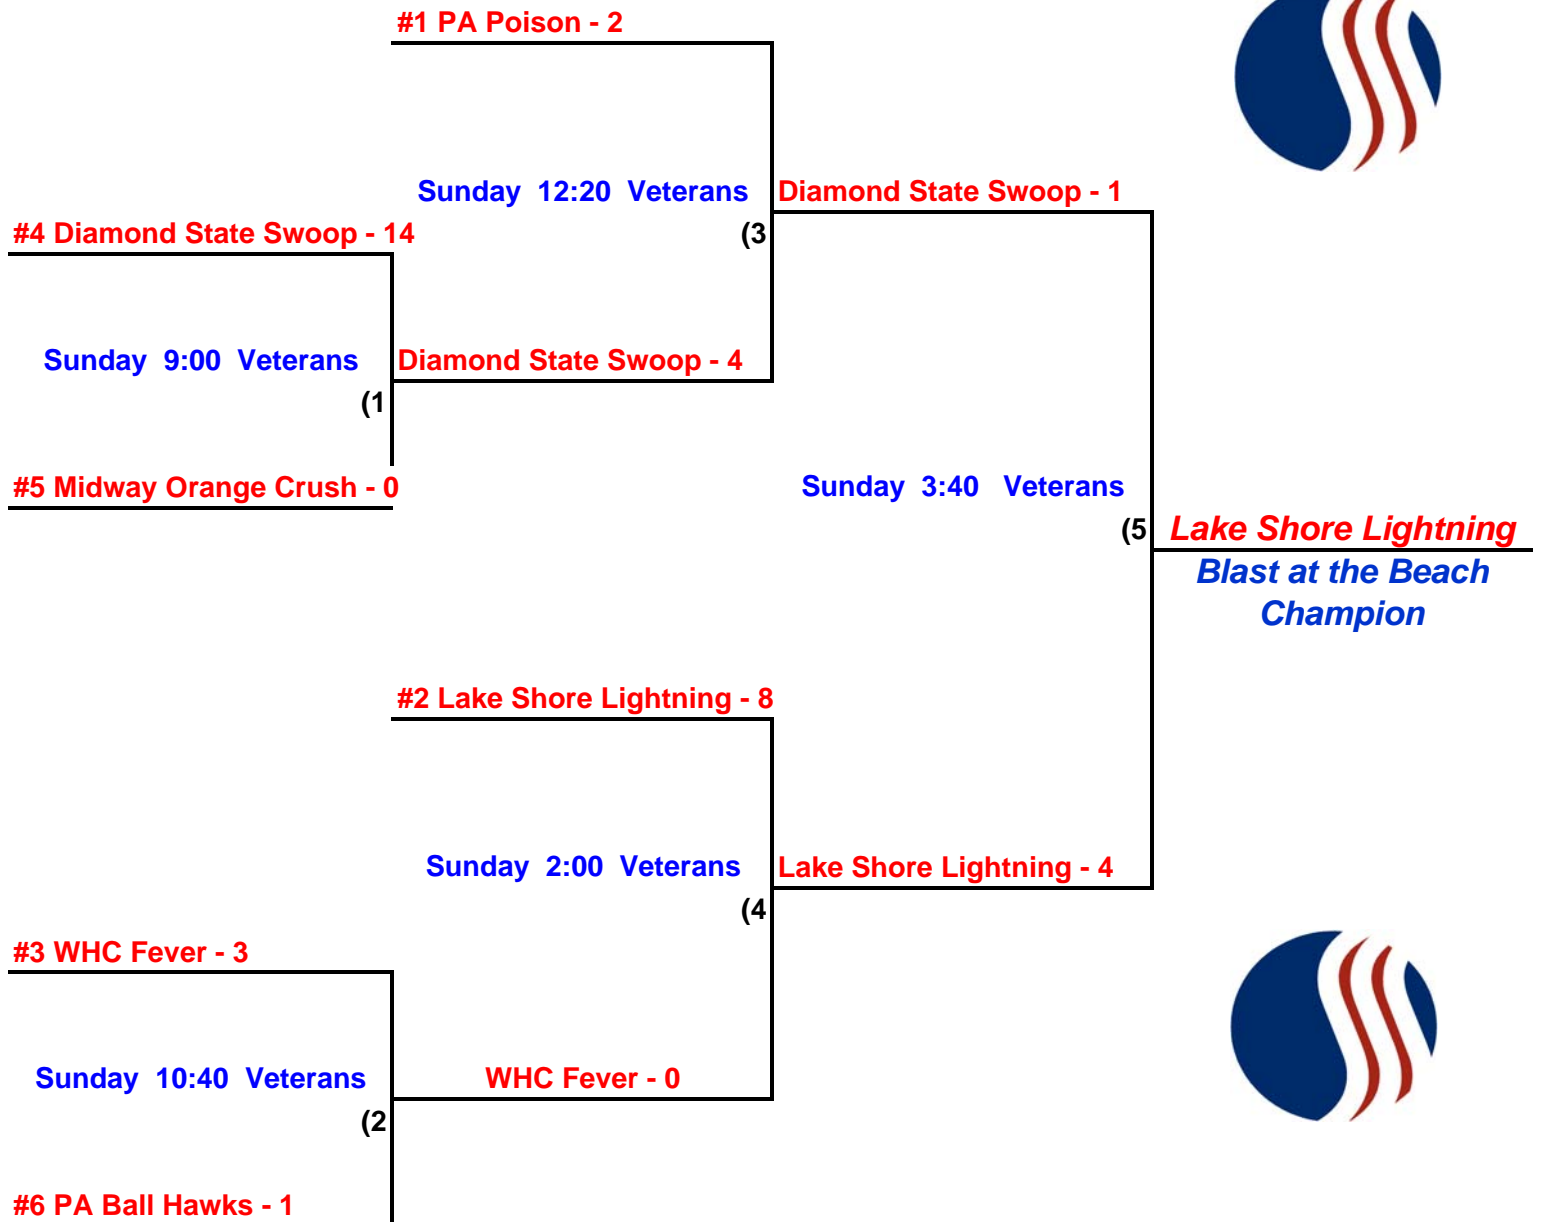 #1 PA Poison - 2
Sunday 12:20 Veterans
Diamond State Swoop - 1
#4 Diamond State Swoop - 14
(3
Sunday 9:00 Veterans
Diamond State Swoop - 4
(1
#5 Midway Orange Crush - 0
Sunday 3:40 Veterans
(5
Lake Shore Lightning
Blast at the Beach
Champion
#2 Lake Shore Lightning - 8
Sunday 2:00 Veterans
Lake Shore Lightning - 4
(4
#3 WHC Fever - 3
Sunday 10:40 Veterans
WHC Fever - 0
(2
#6 PA Ball Hawks - 1